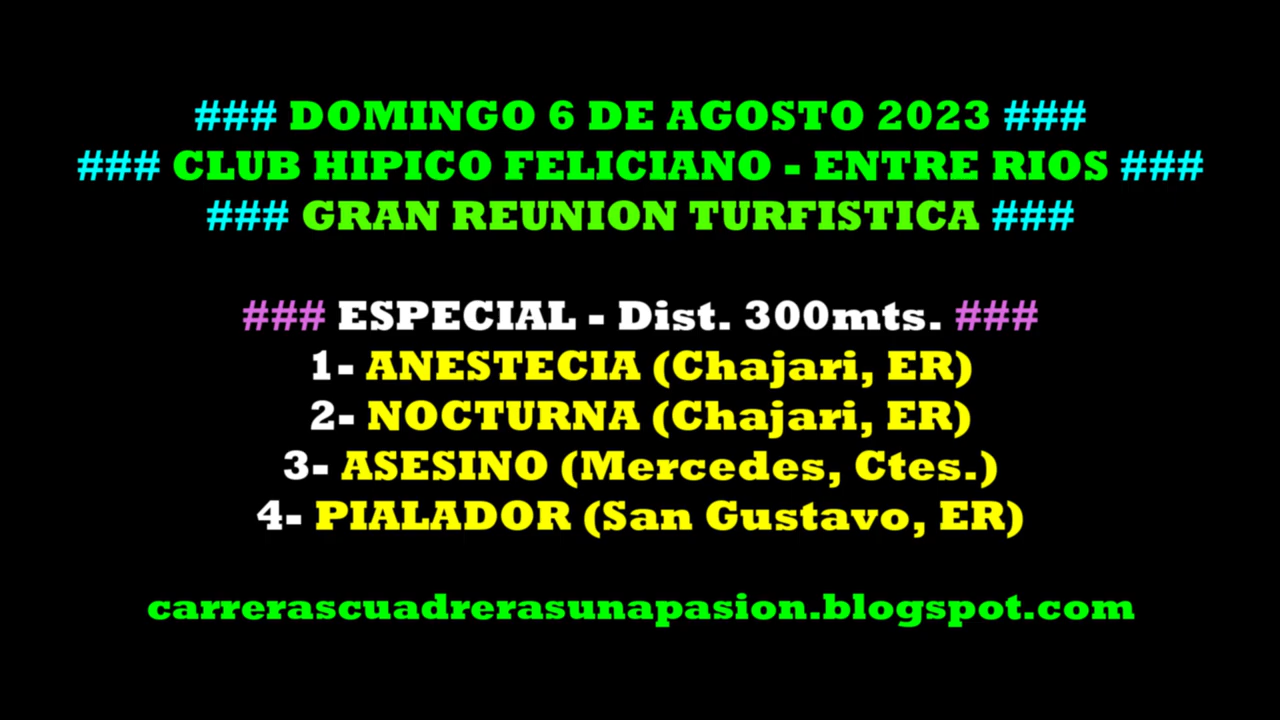 ### DOMINGO 6 DE AGOSTO 2023 ###
### CLUB HIPICO FELICIANO - ENTRE RIOS ###
### GRAN REUNION TURFISTICA ###
### ESPECIAL - Dist. 300mts. ###
1- ANESTECIA (Chajari, ER)
2- NOCTURNA (Chajari, ER)
3- ASESINO (Mercedes, Ctes.)
4- PIALADOR (San Gustavo, ER)
carrerascuadrerasunapasion.blogspot.com